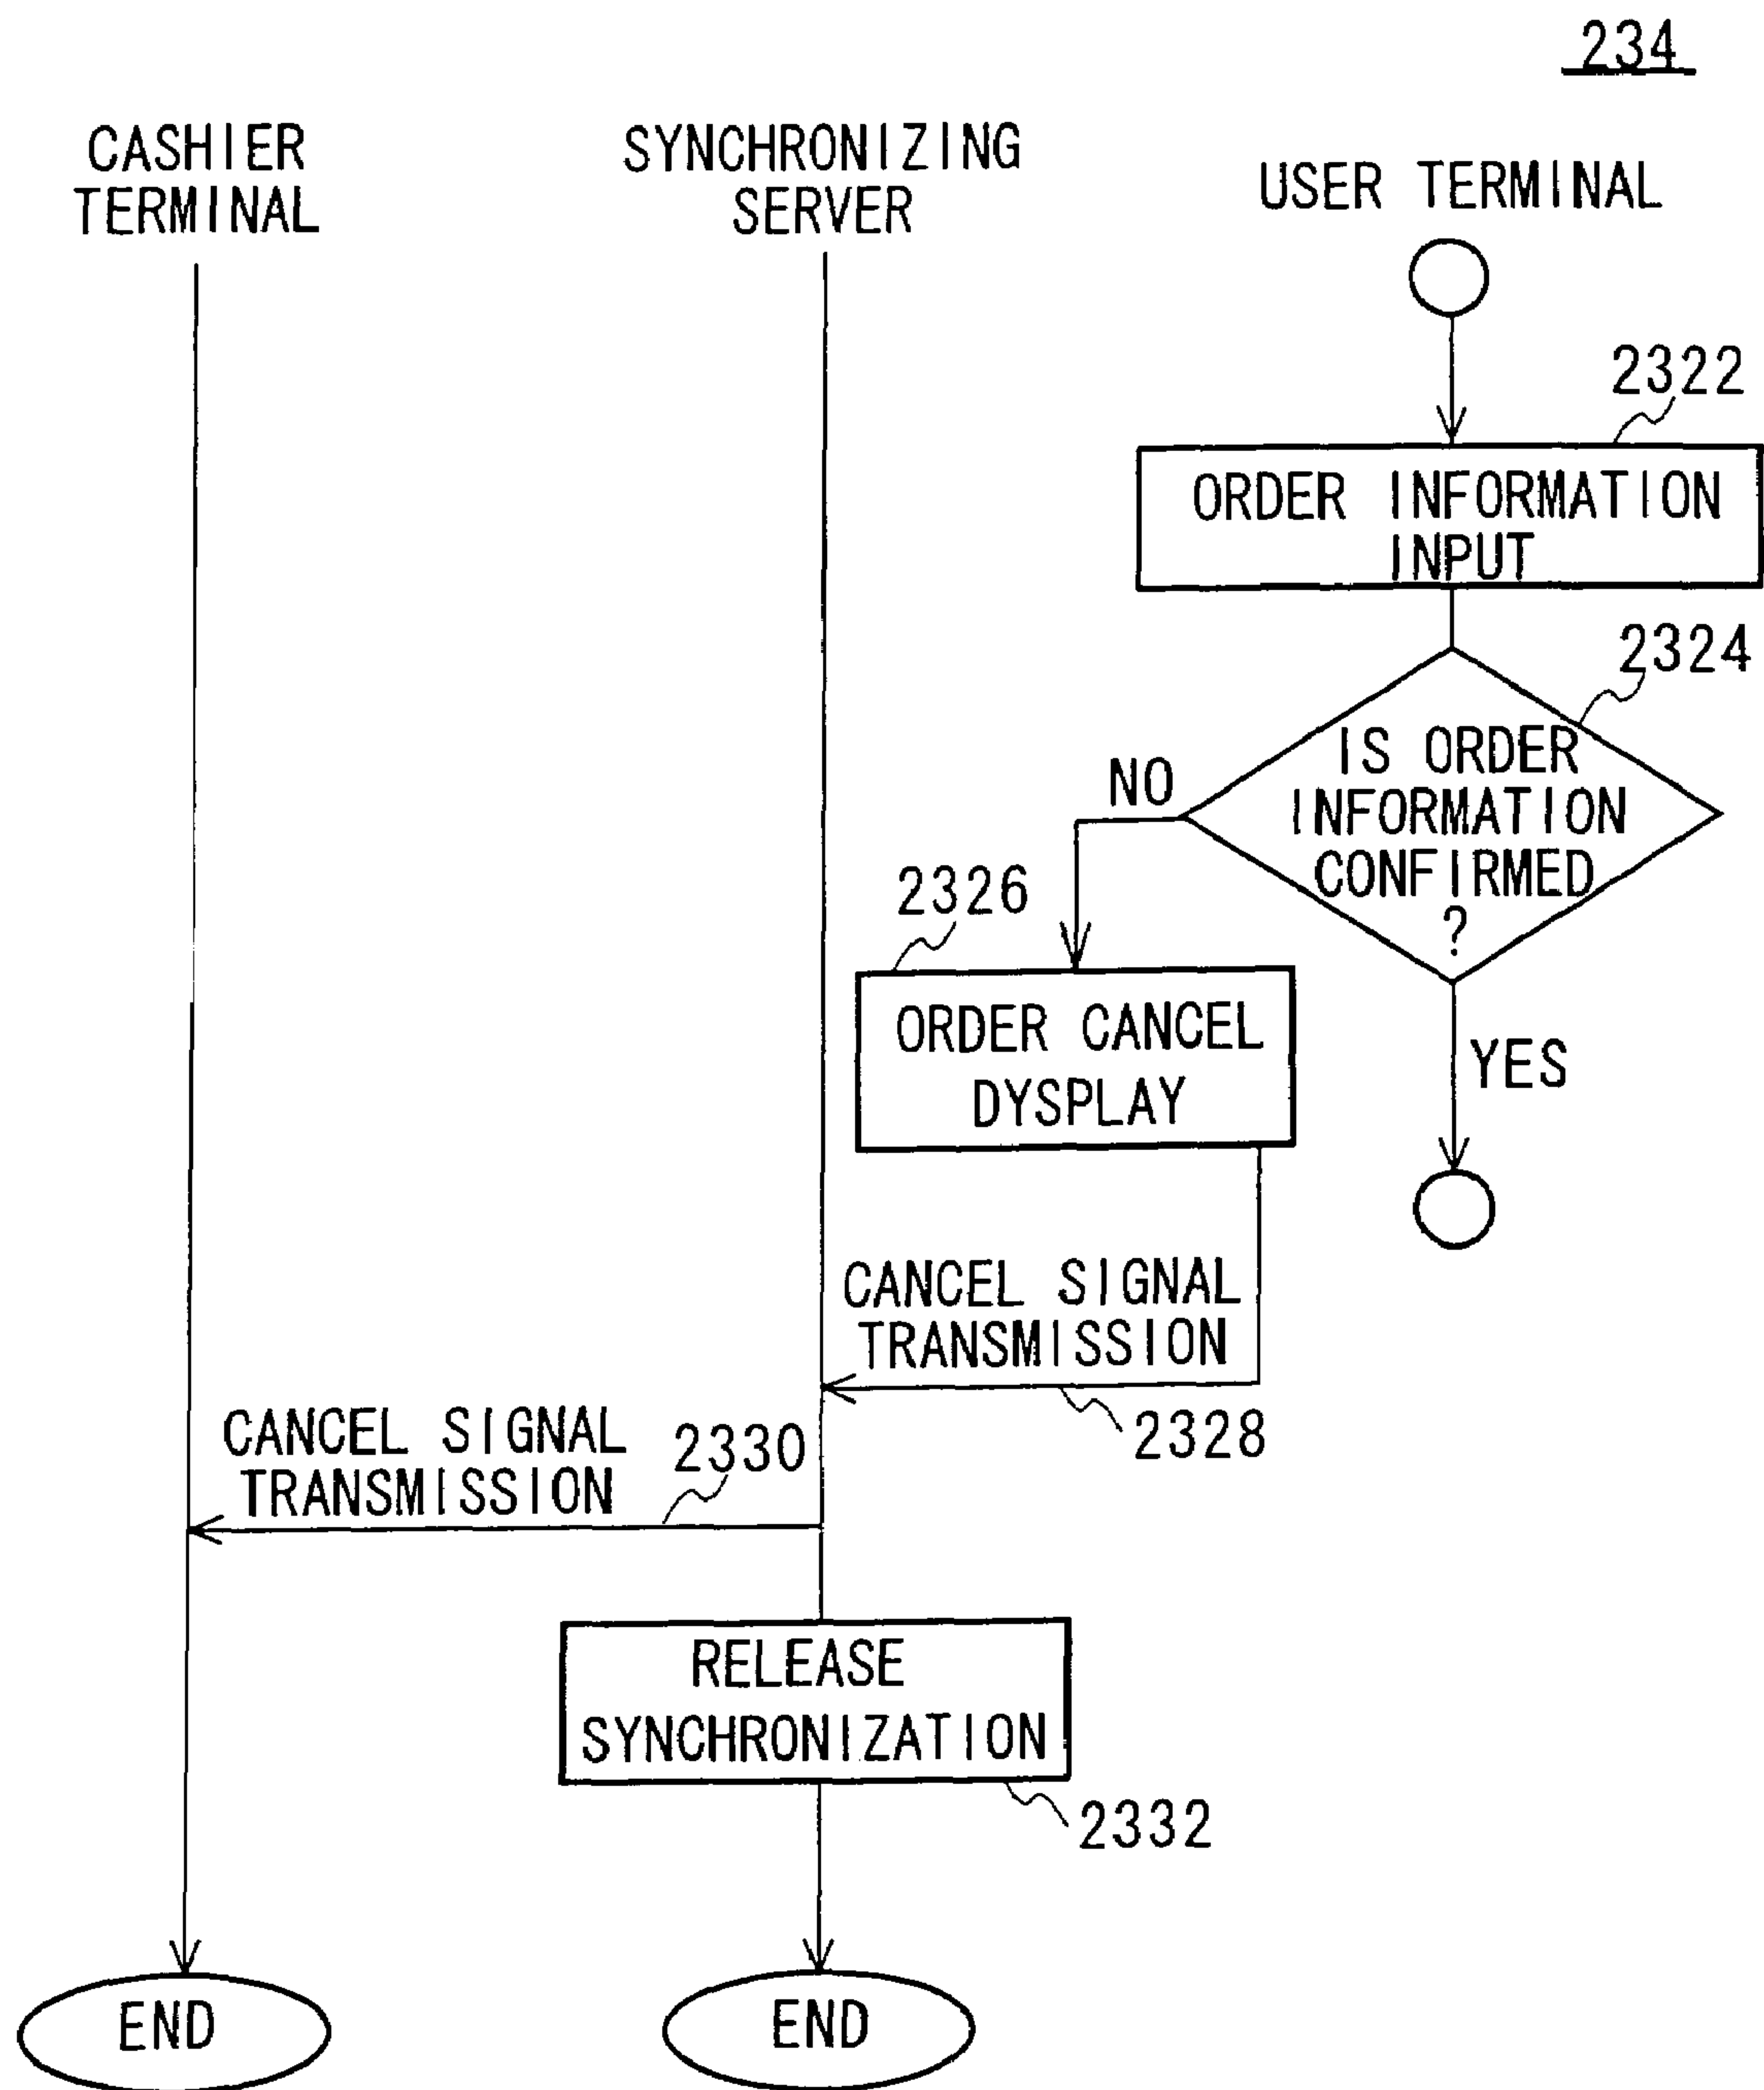 234
CASHIER
TERMINAL
SYNCHRONIZING
SERVER
USER TERMINAL
2322
ORDER INFORMATION
INPUT
2324
IS ORDER
INFORMATION
CONFIRMED
?
NO
YES
2326
ORDER CANCEL
DYSPLAY
CANCEL SIGNAL
TRANSMISSION
2328
CANCEL SIGNAL
TRANSMISSION
2330
RELEASE
SYNCHRONIZATION
2332
END
END